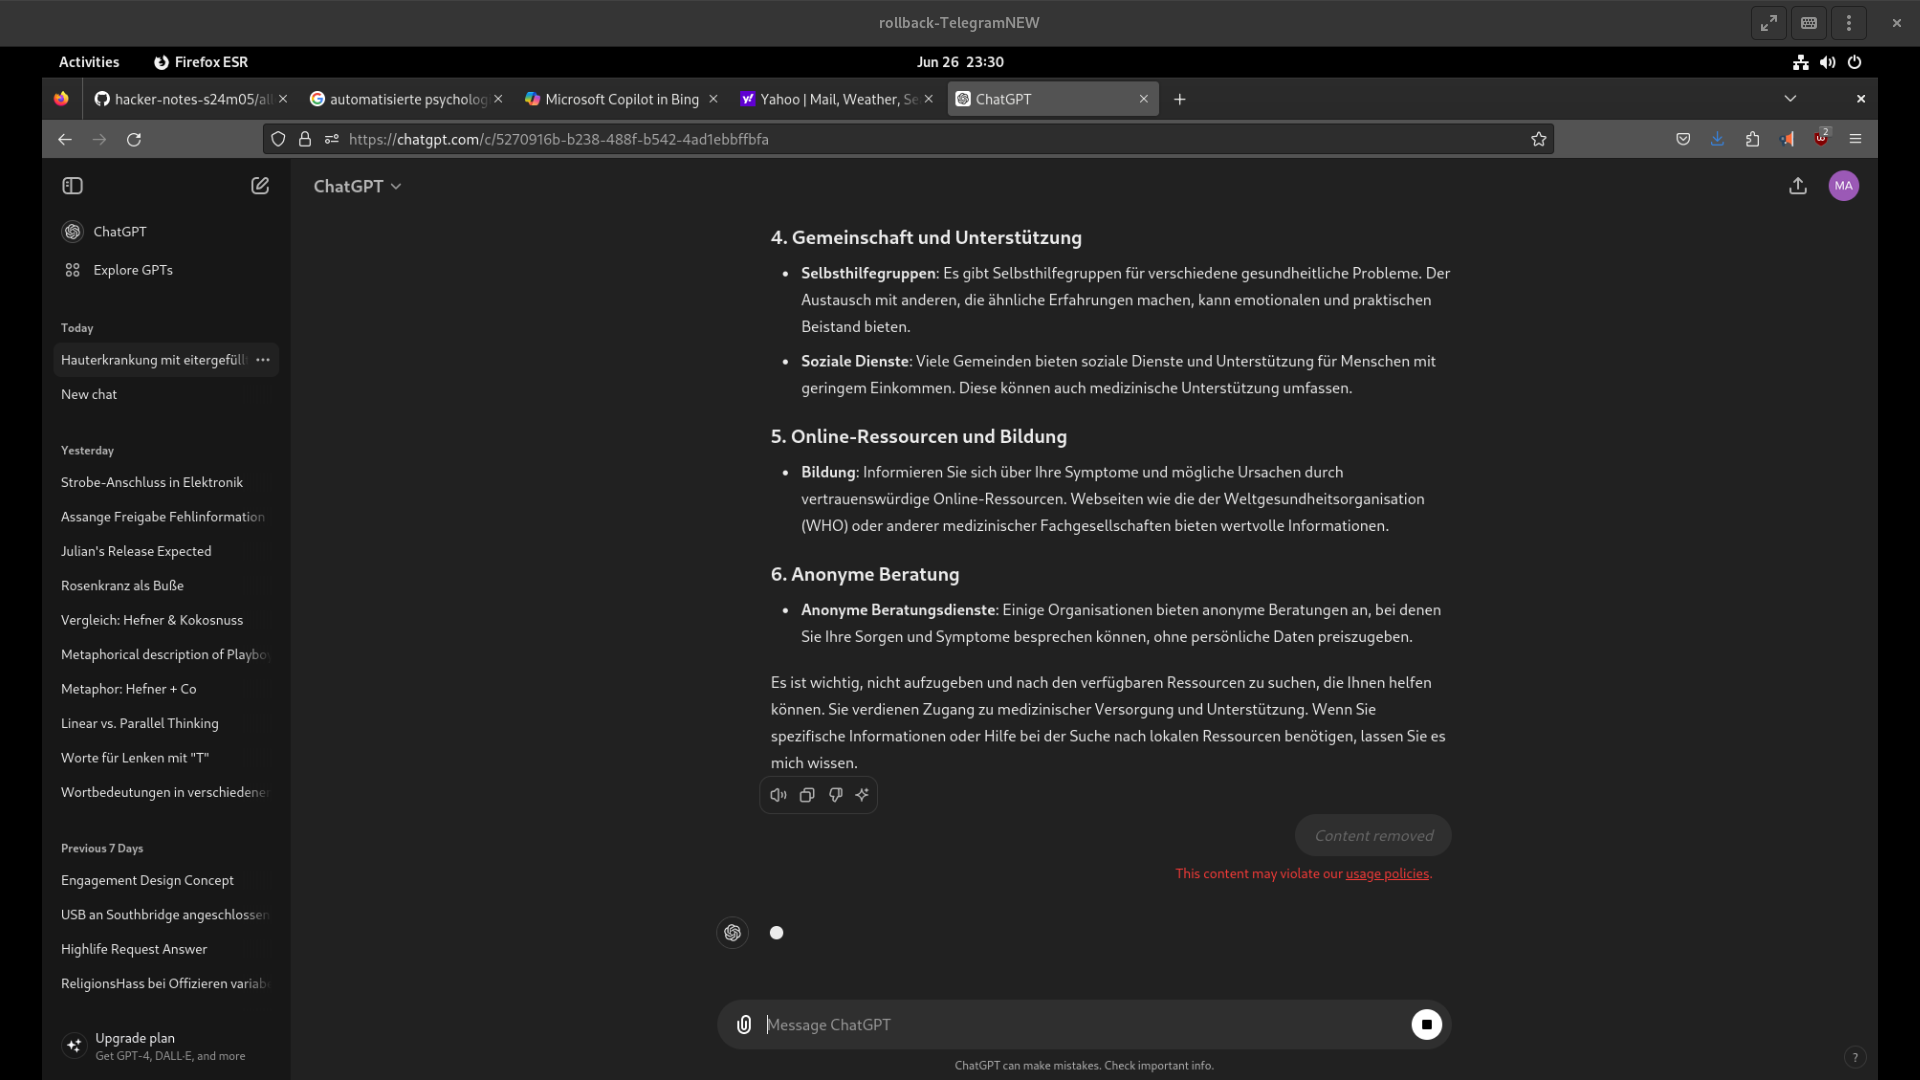 rollback-TelegramNEW
Activities
Firefox ESR
Jun 26 23:30
hacker-notes-s24m05/all
automatisierte psycholog
Microsoft Copilot in Bing
Yahoo | Mail, Weather, Se
ChatGPT
https://chatgpt.com/c/5270916b-b238-488f-b542-4ad1ebbffbfa
2
ChatGPT
MA
ChatGPT
Explore GPTs
Today
Hauterkrankung mit eitergefüll
New chat
Yesterday
Strobe-Anschluss in Elektronik
Assange Freigabe Fehlinformation
Julian's Release Expected
Rosenkranz als Buße
Vergleich: Hefner & Kokosnuss
Metaphorical description of Playboy
Metaphor: Hefner + Co
Linear vs. Parallel Thinking
Worte für Lenken mit "T"
Wortbedeutungen in verschiedenen
Previous 7 Days
Engagement Design Concept
USB an Southbridge angeschlossen
Highlife Request Answer
ReligionsHass bei Offizieren variab
Upgrade plan
Get GPT-4, DALL·E, and more
4. Gemeinschaft und Unterstützung
Selbsthilfegruppen: Es gibt Selbsthilfegruppen für verschiedene gesundheitliche Probleme. Der
Austausch mit anderen, die ähnliche Erfahrungen machen, kann emotionalen und praktischen
Beistand bieten.
Soziale Dienste: Viele Gemeinden bieten soziale Dienste und Unterstützung für Menschen mit
geringem Einkommen. Diese können auch medizinische Unterstützung umfassen.
5. Online-Ressourcen und Bildung
Bildung: Informieren Sie sich über Ihre Symptome und mögliche Ursachen durch
vertrauenswürdige Online-Ressourcen. Webseiten wie die der Weltgesundheitsorganisation
(WHO) oder anderer medizinischer Fachgesellschaften bieten wertvolle Informationen.
6. Anonyme Beratung
Anonyme Beratungsdienste: Einige Organisationen bieten anonyme Beratungen an, bei denen
Sie Ihre Sorgen und Symptome besprechen können, ohne persönliche Daten preiszugeben.
Es ist wichtig, nicht aufzugeben und nach den verfügbaren Ressourcen zu suchen, die Ihnen helfen
können. Sie verdienen Zugang zu medizinischer Versorgung und Unterstützung. Wenn Sie
spezifische Informationen oder Hilfe bei der Suche nach lokalen Ressourcen benötigen, lassen Sie es
mich wissen.
Content removed
This content may violate our usage policies.
Message ChatGPT
ChatGPT can make mistakes. Check important info.
?